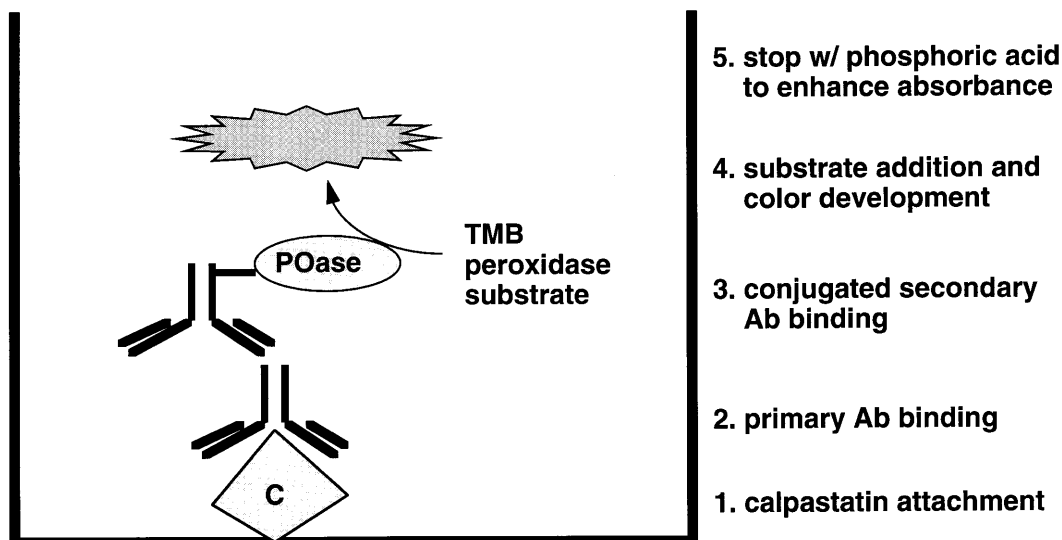 5. stop w/ phosphoric acid
to enhance absorbance
4. substrate addition and
color development
TMB
peroxidase
substrate
POase
3. conjugated secondary
Ab binding
2. primary Ab binding
C
1. calpastatin attachment